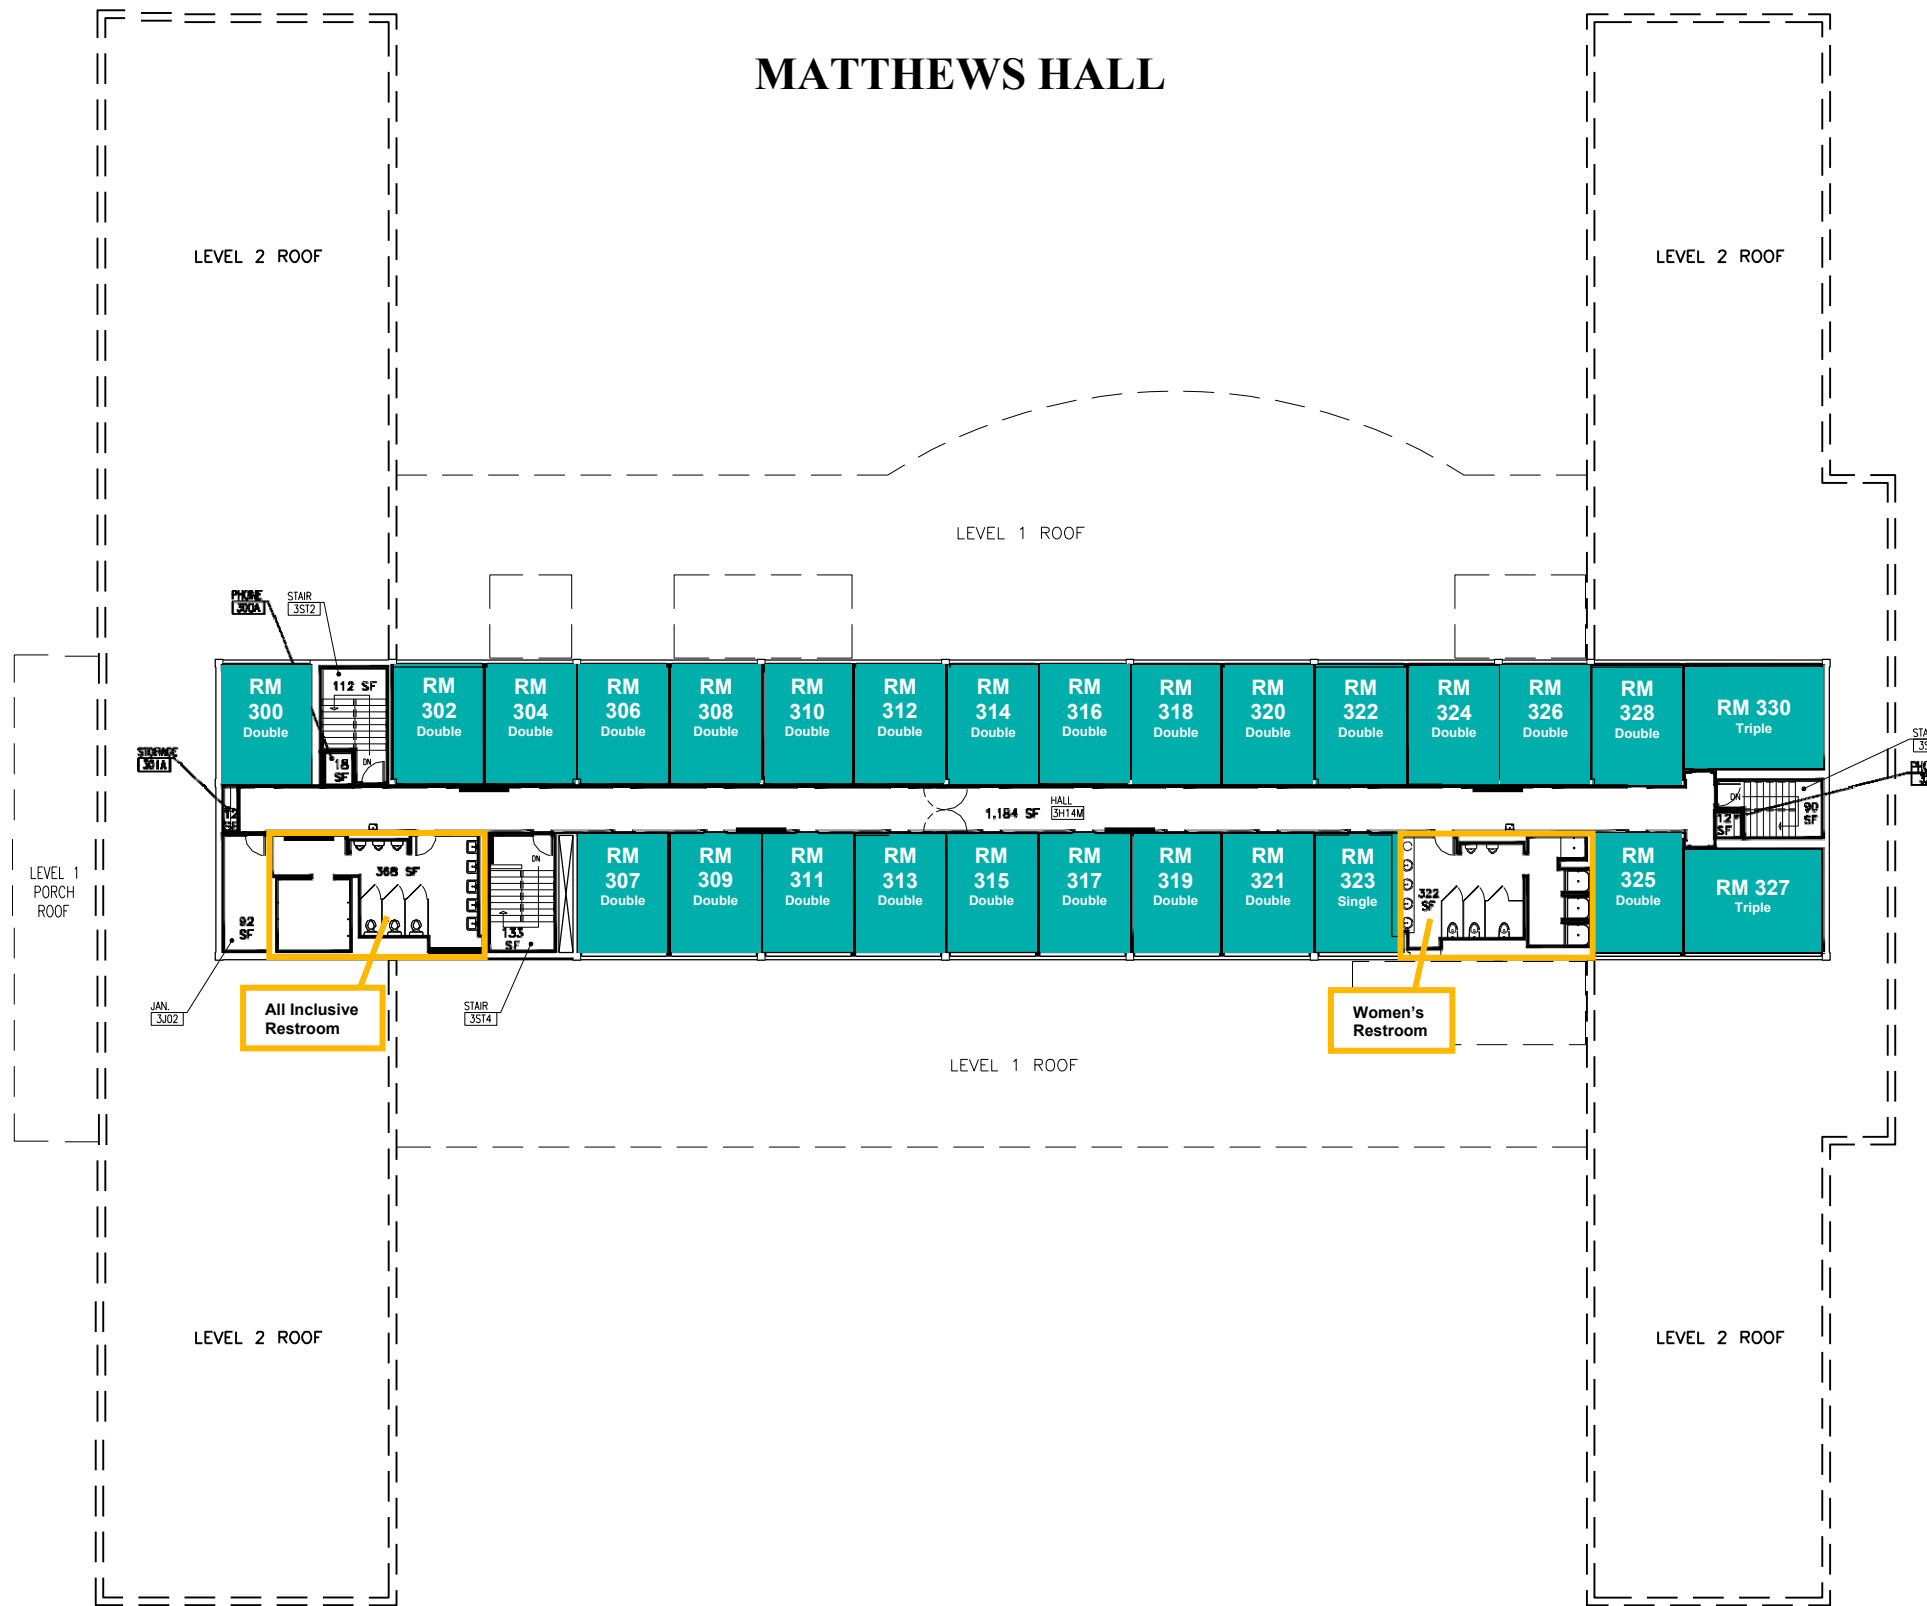 MATTHEWS HALL
LEVEL 2 ROOF
LEVEL 2 ROOF
LEVEL 1 ROOF
PHONE
300A
STAIR
3ST2
112 SF
18
SF
DN
STORAGE
301A
12
SF
RM
300
Double
RM
302
Double
RM
304
Double
RM
306
Double
RM
308
Double
RM
310
Double
RM
312
Double
RM
314
Double
RM
316
Double
RM
318
Double
RM
320
Double
RM
322
Double
RM
324
Double
RM
326
Double
RM
328
Double
RM 330
Triple
DN
12
SF
90
SF
1,184 SF
HALL
3H14M
LEVEL 1
PORCH
ROOF
92
SF
368 SF
DN
133
SF
RM
307
Double
RM
309
Double
RM
311
Double
RM
313
Double
RM
315
Double
RM
317
Double
RM
319
Double
RM
321
Double
RM
323
Single
322
SF
RM
325
Double
RM 327
Triple
JAN.
3J02
All Inclusive
Restroom
STAIR
3ST4
Women's
Restroom
LEVEL 1 ROOF
LEVEL 2 ROOF
LEVEL 2 ROOF